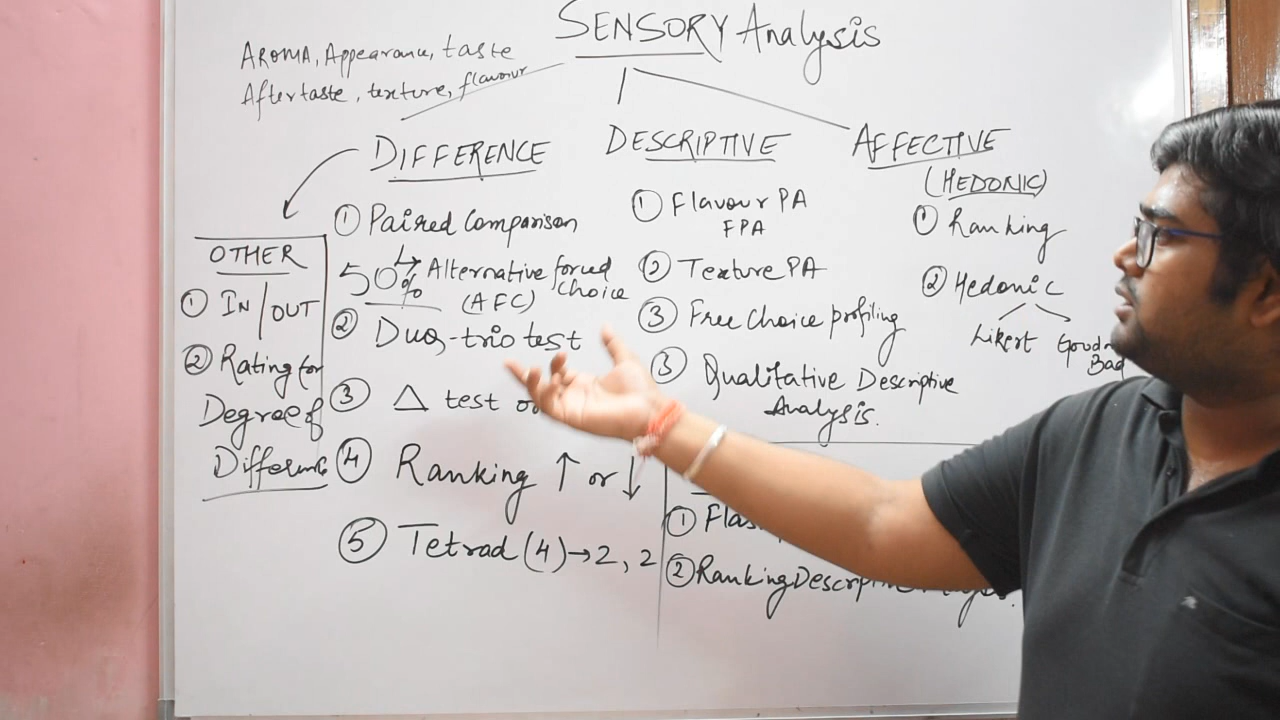 SENSORY Analysis
AROMA, Appearance, taste
Aftertaste, texture, flavour
DIFFERENCE
① Paired Comparison
50% ↳ Alternative forced choice
(AFC)
② Duo-trio test
③ △ test
④ Ranking ↑ or ↓
⑤ Tetrad (4) → 2, 2
OTHER
① IN/OUT
② Rating for
Degree of
Difference
DESCRIPTIVE
① Flavour PA
FPA
② Texture PA
③ Free Choice profiling
③ Qualitative Descriptive
Analysis.
①
② Ranking
AFFECTIVE
(HEDONIC)
① Ranking
② Hedonic
Likert
Bad